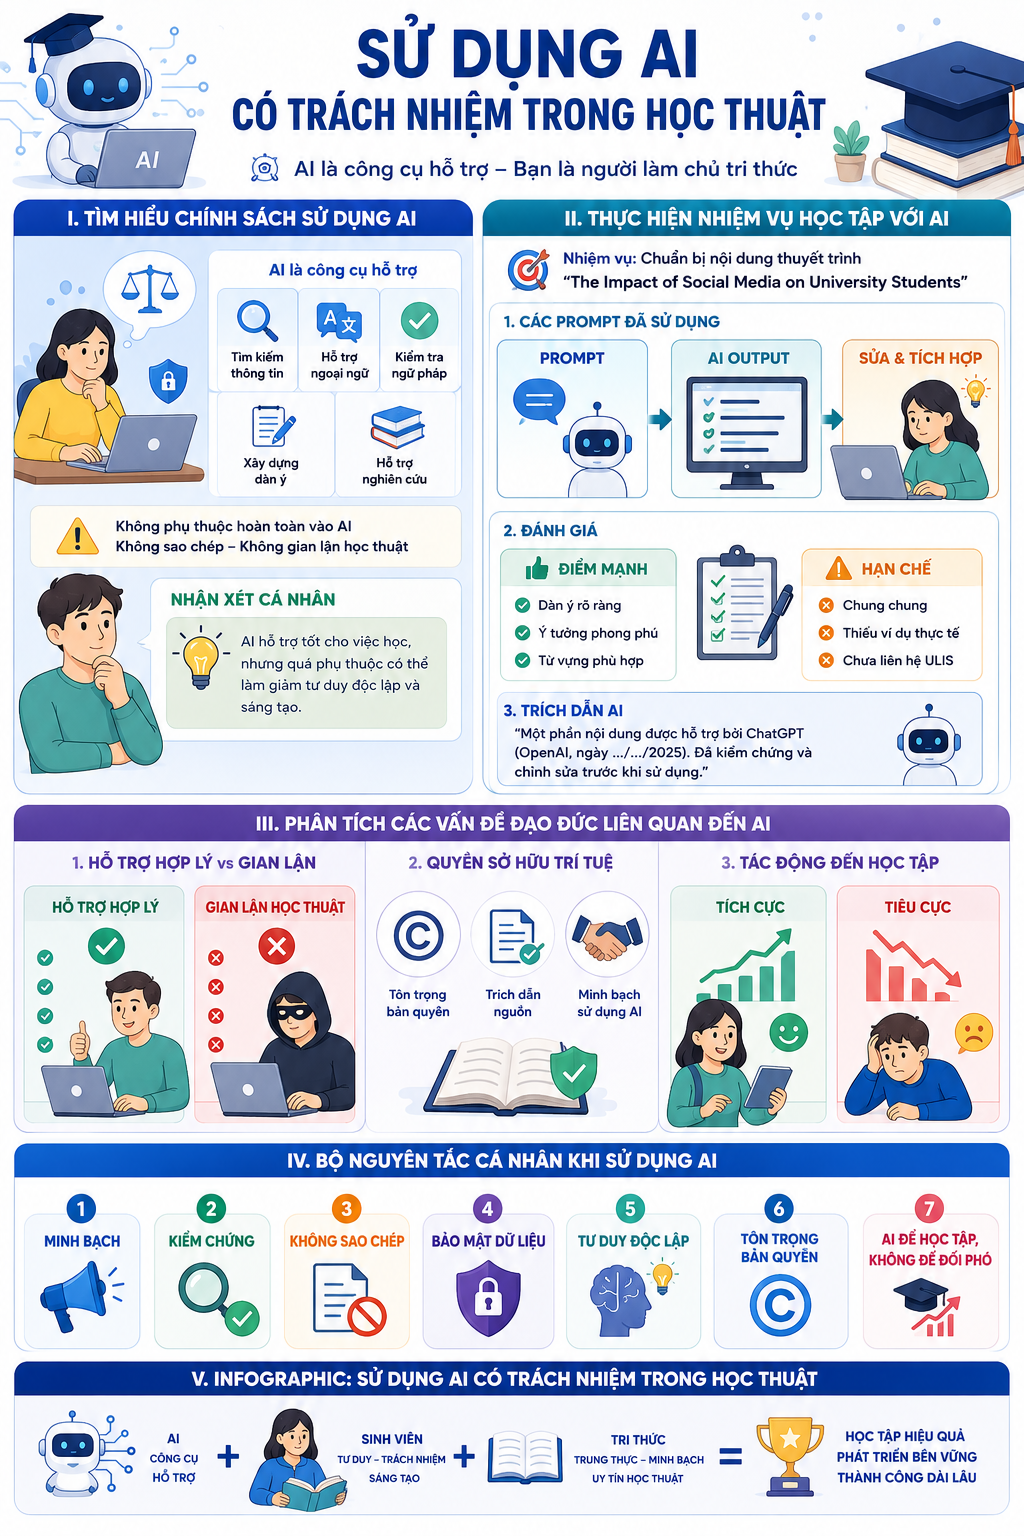 SỬ DỤNG AI
CÓ TRÁCH NHIỆM TRONG HỌC THUẬT
AI là công cụ hỗ trợ – Bạn là người làm chủ tri thức
AI
I. TÌM HIỂU CHÍNH SÁCH SỬ DỤNG AI
AI là công cụ hỗ trợ
Tìm kiếm
thông tin
Hỗ trợ
ngoại ngữ
Kiểm tra
ngữ pháp
Xây dựng
dàn ý
Hỗ trợ
nghiên cứu
Không phụ thuộc hoàn toàn vào AI
Không sao chép – Không gian lận học thuật
NHẬN XÉT CÁ NHÂN
AI hỗ trợ tốt cho việc học,
nhưng quá phụ thuộc có thể
làm giảm tư duy độc lập và
sáng tạo.
II. THỰC HIỆN NHIỆM VỤ HỌC TẬP VỚI AI
Nhiệm vụ: Chuẩn bị nội dung thuyết trình
“The Impact of Social Media on University Students”
1. CÁC PROMPT ĐÃ SỬ DỤNG
PROMPT
AI OUTPUT
SỬA & TÍCH HỢP
2. ĐÁNH GIÁ
ĐIỂM MẠNH
Dàn ý rõ ràng
Ý tưởng phong phú
Từ vựng phù hợp
HẠN CHẾ
Chung chung
Thiếu ví dụ thực tế
Chưa liên hệ ULIS
3. TRÍCH DẪN AI
“Một phần nội dung được hỗ trợ bởi ChatGPT
(OpenAI, ngày .../.../2025). Đã kiểm chứng và
chỉnh sửa trước khi sử dụng.”
III. PHÂN TÍCH CÁC VẤN ĐỀ ĐẠO ĐỨC LIÊN QUAN ĐẾN AI
1. HỖ TRỢ HỢP LÝ vs GIAN LẬN
HỖ TRỢ HỢP LÝ
GIAN LẬN HỌC THUẬT
2. QUYỀN SỞ HỮU TRÍ TUỆ
Tôn trọng
bản quyền
Trích dẫn
nguồn
Minh bạch
sử dụng AI
3. TÁC ĐỘNG ĐẾN HỌC TẬP
TÍCH CỰC
TIÊU CỰC
IV. BỘ NGUYÊN TẮC CÁ NHÂN KHI SỬ DỤNG AI
1
MINH BẠCH
2
KIỂM CHỨNG
3
KHÔNG SAO CHÉP
4
BẢO MẬT DỮ LIỆU
5
TƯ DUY ĐỘC LẬP
6
TÔN TRỌNG
BẢN QUYỀN
7
AI ĐỂ HỌC TẬP,
KHÔNG ĐỂ ĐỐI PHÓ
V. INFOGRAPHIC: SỬ DỤNG AI CÓ TRÁCH NHIỆM TRONG HỌC THUẬT
AI
CÔNG CỤ
HỖ TRỢ
+
SINH VIÊN
TƯ DUY – TRÁCH NHIỆM
SÁNG TẠO
+
TRI THỨC
TRUNG THỰC – MINH BẠCH
UY TÍN HỌC THUẬT
=
HỌC TẬP HIỆU QUẢ
PHÁT TRIỂN BỀN VỮNG
THÀNH CÔNG DÀI LÂU